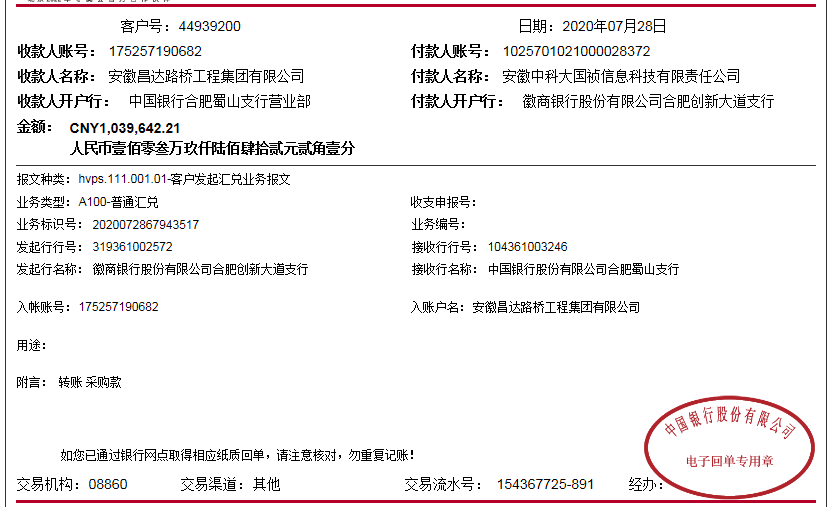 客户号：44939200 日期：2020年07月28日
收款人账号：175257190682 付款人账号：1025701021000028372
收款人名称：安徽昌达路桥工程集团有限公司 付款人名称：安徽中科大国祯信息科技有限责任公司
收款人开户行：中国银行合肥蜀山支行营业部 付款人开户行：徽商银行股份有限公司合肥创新大道支行
金额：CNY1,039,642.21
人民币壹佰零叁万玖仟陆佰肆拾贰元贰角壹分
报文种类：hvps.111.001.01-客户发起汇兑业务报文
业务类型：A100-普通汇兑 收支申报号：
业务标识号：2020072867943517 业务编号：
发起行行号：319361002572 接收行行号：104361003246
发起行名称：徽商银行股份有限公司合肥创新大道支行 接收行名称：中国银行股份有限公司合肥蜀山支行
入帐账号：175257190682 入账户名：安徽昌达路桥工程集团有限公司
用途：
附言：转账 采购款
中国银行股份有限公司
电子回单专用章
如您已通过银行网点取得相应纸质回单，请注意核对，勿重复记账！
交易机构：08860 交易渠道：其他 交易流水号：154367725-891 经办：